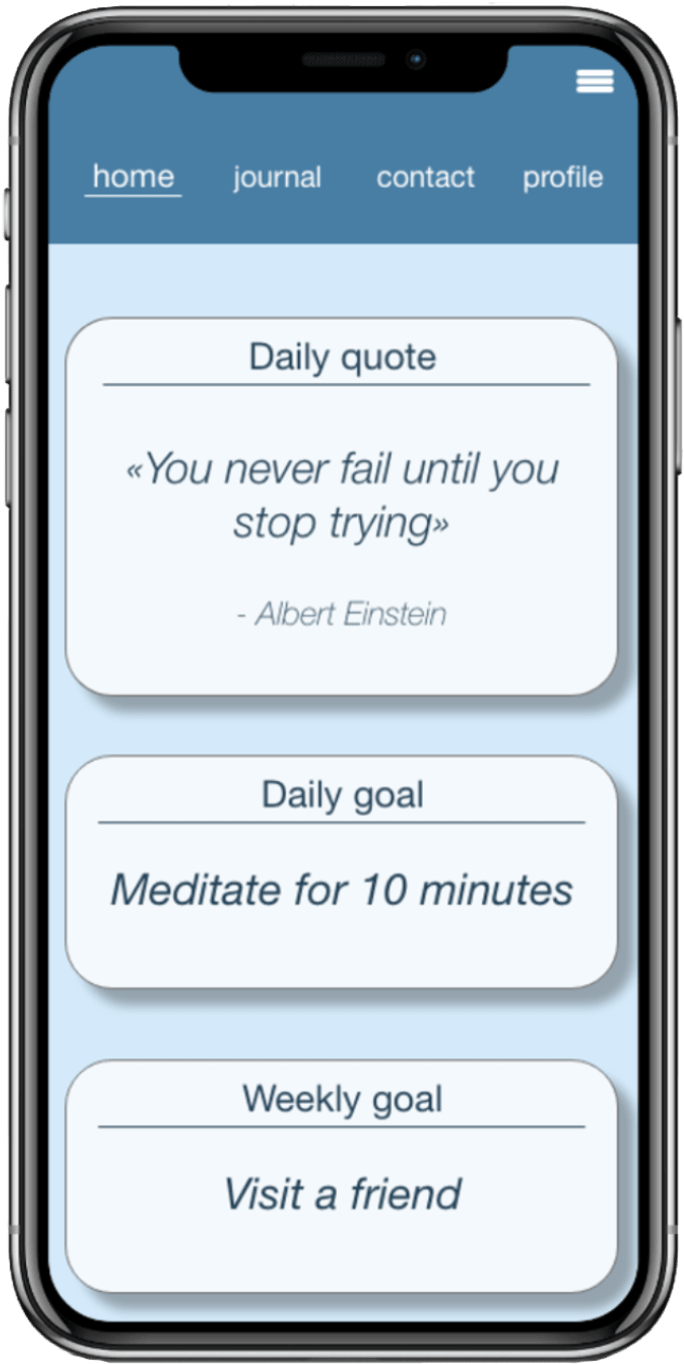 home journal contact profile
Daily quote
«You never fail until you
stop trying»
- Albert Einstein
Daily goal
Meditate for 10 minutes
Weekly goal
Visit a friend